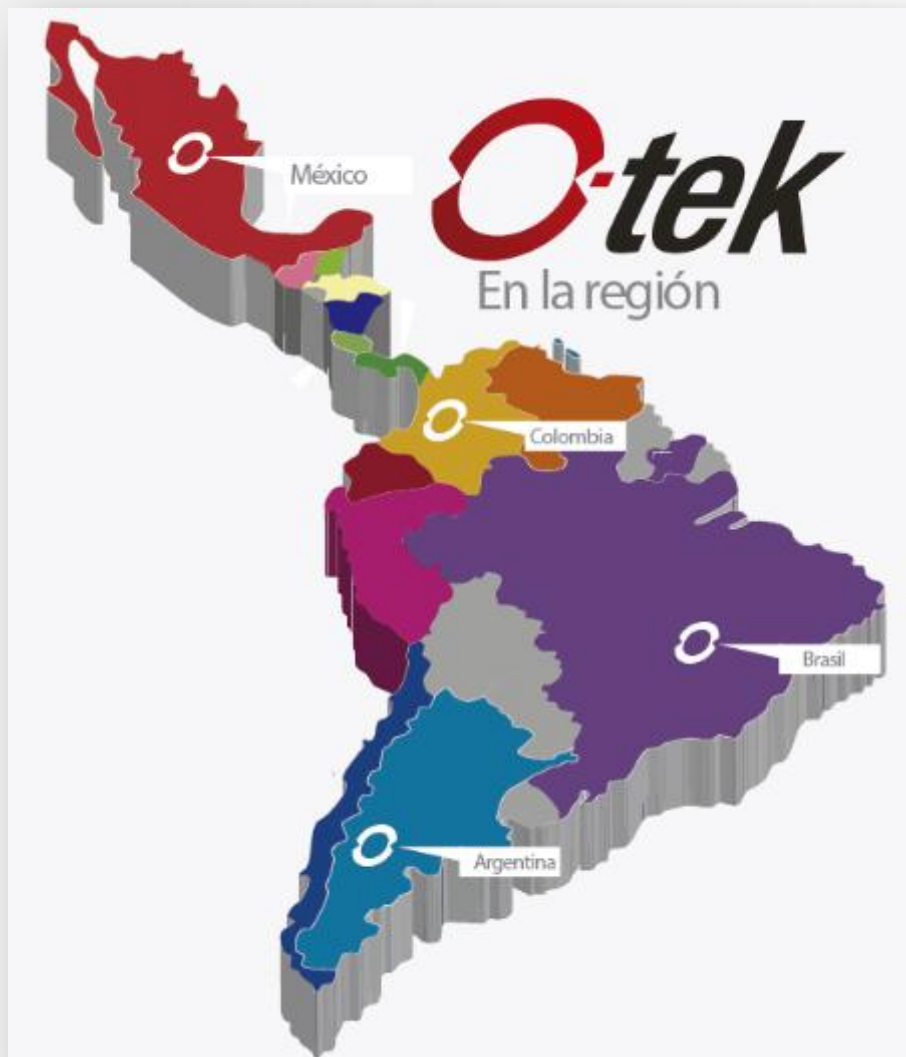 México
O-tek
En la región
Colombia
Brasil
Argentina